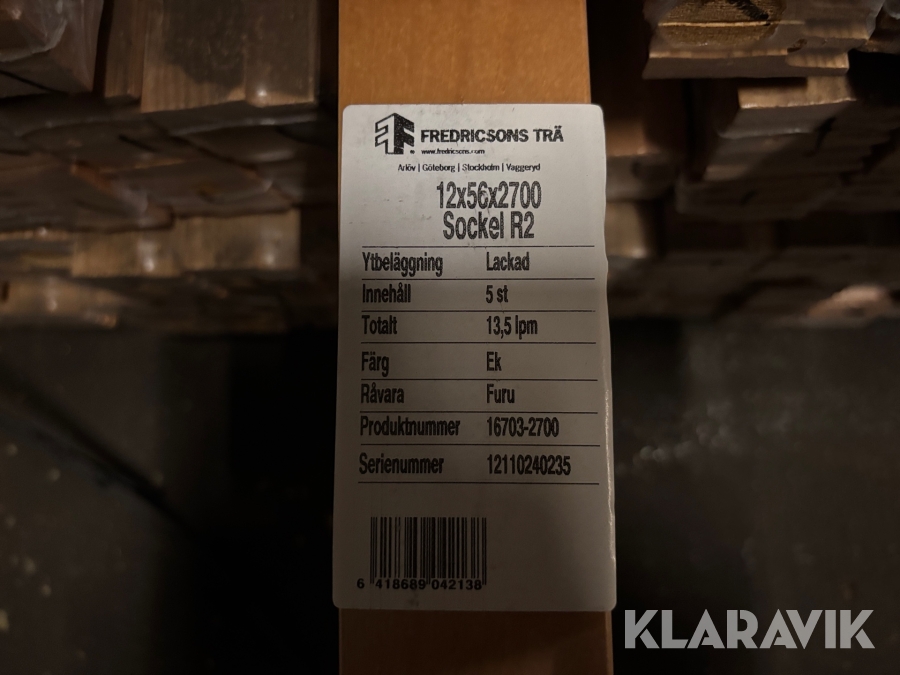 FREDRICSONS TRÄ
www.fredricsons.com
Arlöv | Göteborg | Stockholm | Vaggeryd
12x56x2700
Sockel R2
Ytbeläggning Lackad
Innehåll 5 st
Totalt 13,5 lpm
Färg Ek
Råvara Furu
Produktnummer 16703-2700
Serienummer 12110240235
6 418689 042138
KLARAVIK